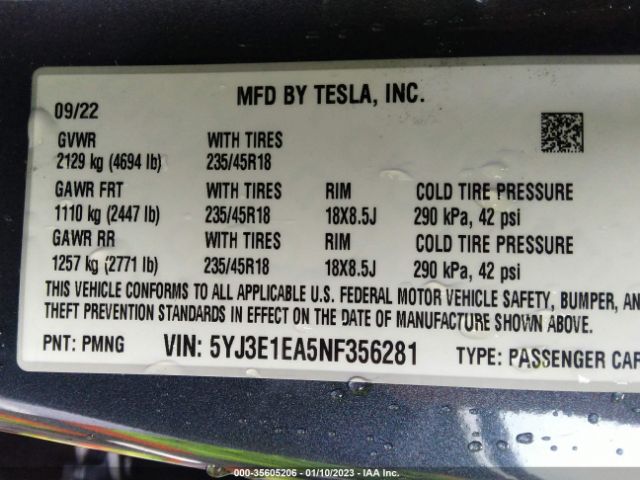 MFD BY TESLA, INC.
09/22
GVWR WITH TIRES
2129 kg (4694 lb) 235/45R18
GAWR FRT WITH TIRES RIM COLD TIRE PRESSURE
1110 kg (2447 lb) 235/45R18 18X8.5J 290 kPa, 42 psi
GAWR RR WITH TIRES RIM COLD TIRE PRESSURE
1257 kg (2771 lb) 235/45R18 18X8.5J 290 kPa, 42 psi
THIS VEHICLE CONFORMS TO ALL APPLICABLE U.S. FEDERAL MOTOR VEHICLE SAFETY, BUMPER, AN
THEFT PREVENTION STANDARDS IN EFFECT ON THE DATE OF MANUFACTURE SHOWN ABOVE.
PNT: PMNG VIN: 5YJ3E1EA5NF356281 TYPE: PASSENGER CAR
000-35605206 - 01/10/2023 - IAA Inc.